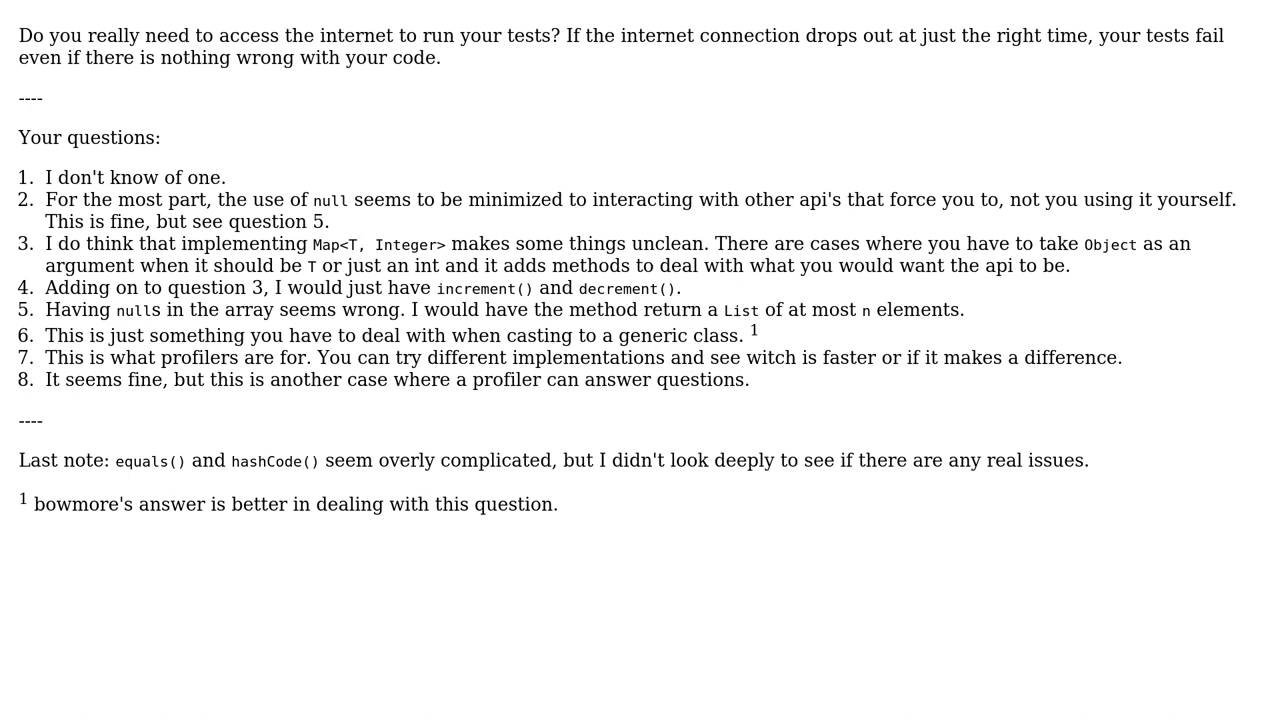 Do you really need to access the internet to run your tests? If the internet connection drops out at just the right time, your tests fail
even if there is nothing wrong with your code.
----
Your questions:
1. I don't know of one.
2. For the most part, the use of null seems to be minimized to interacting with other api's that force you to, not you using it yourself.
This is fine, but see question 5.
3. I do think that implementing Map<T, Integer> makes some things unclean. There are cases where you have to take Object as an
argument when it should be T or just an int and it adds methods to deal with what you would want the api to be.
4. Adding on to question 3, I would just have increment() and decrement().
5. Having nulls in the array seems wrong. I would have the method return a List of at most n elements.
6. This is just something you have to deal with when casting to a generic class. 1
7. This is what profilers are for. You can try different implementations and see witch is faster or if it makes a difference.
8. It seems fine, but this is another case where a profiler can answer questions.
----
Last note: equals() and hashCode() seem overly complicated, but I didn't look deeply to see if there are any real issues.
1 bowmore's answer is better in dealing with this question.